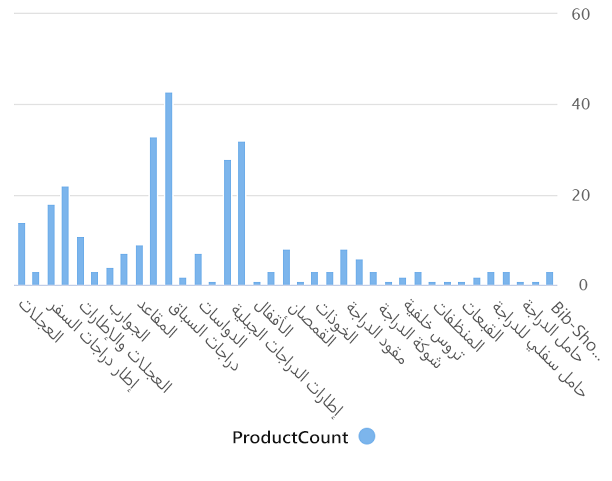 60
40
20
0
العجلات
إطار دراجات السفر
العجلات والإطارات
الجوارب
المقاعد
دراجات السباق
الدواسات
إطارات الدراجات الجبلية
الأقفال
القمصان
الخوذات
مقود الدراجة
شوكة الدراجة
تروس خلفية
المنظفات
القبعات
حامل سفلي للدراجة
حامل الدراجة
Bib-Sho...
ProductCount